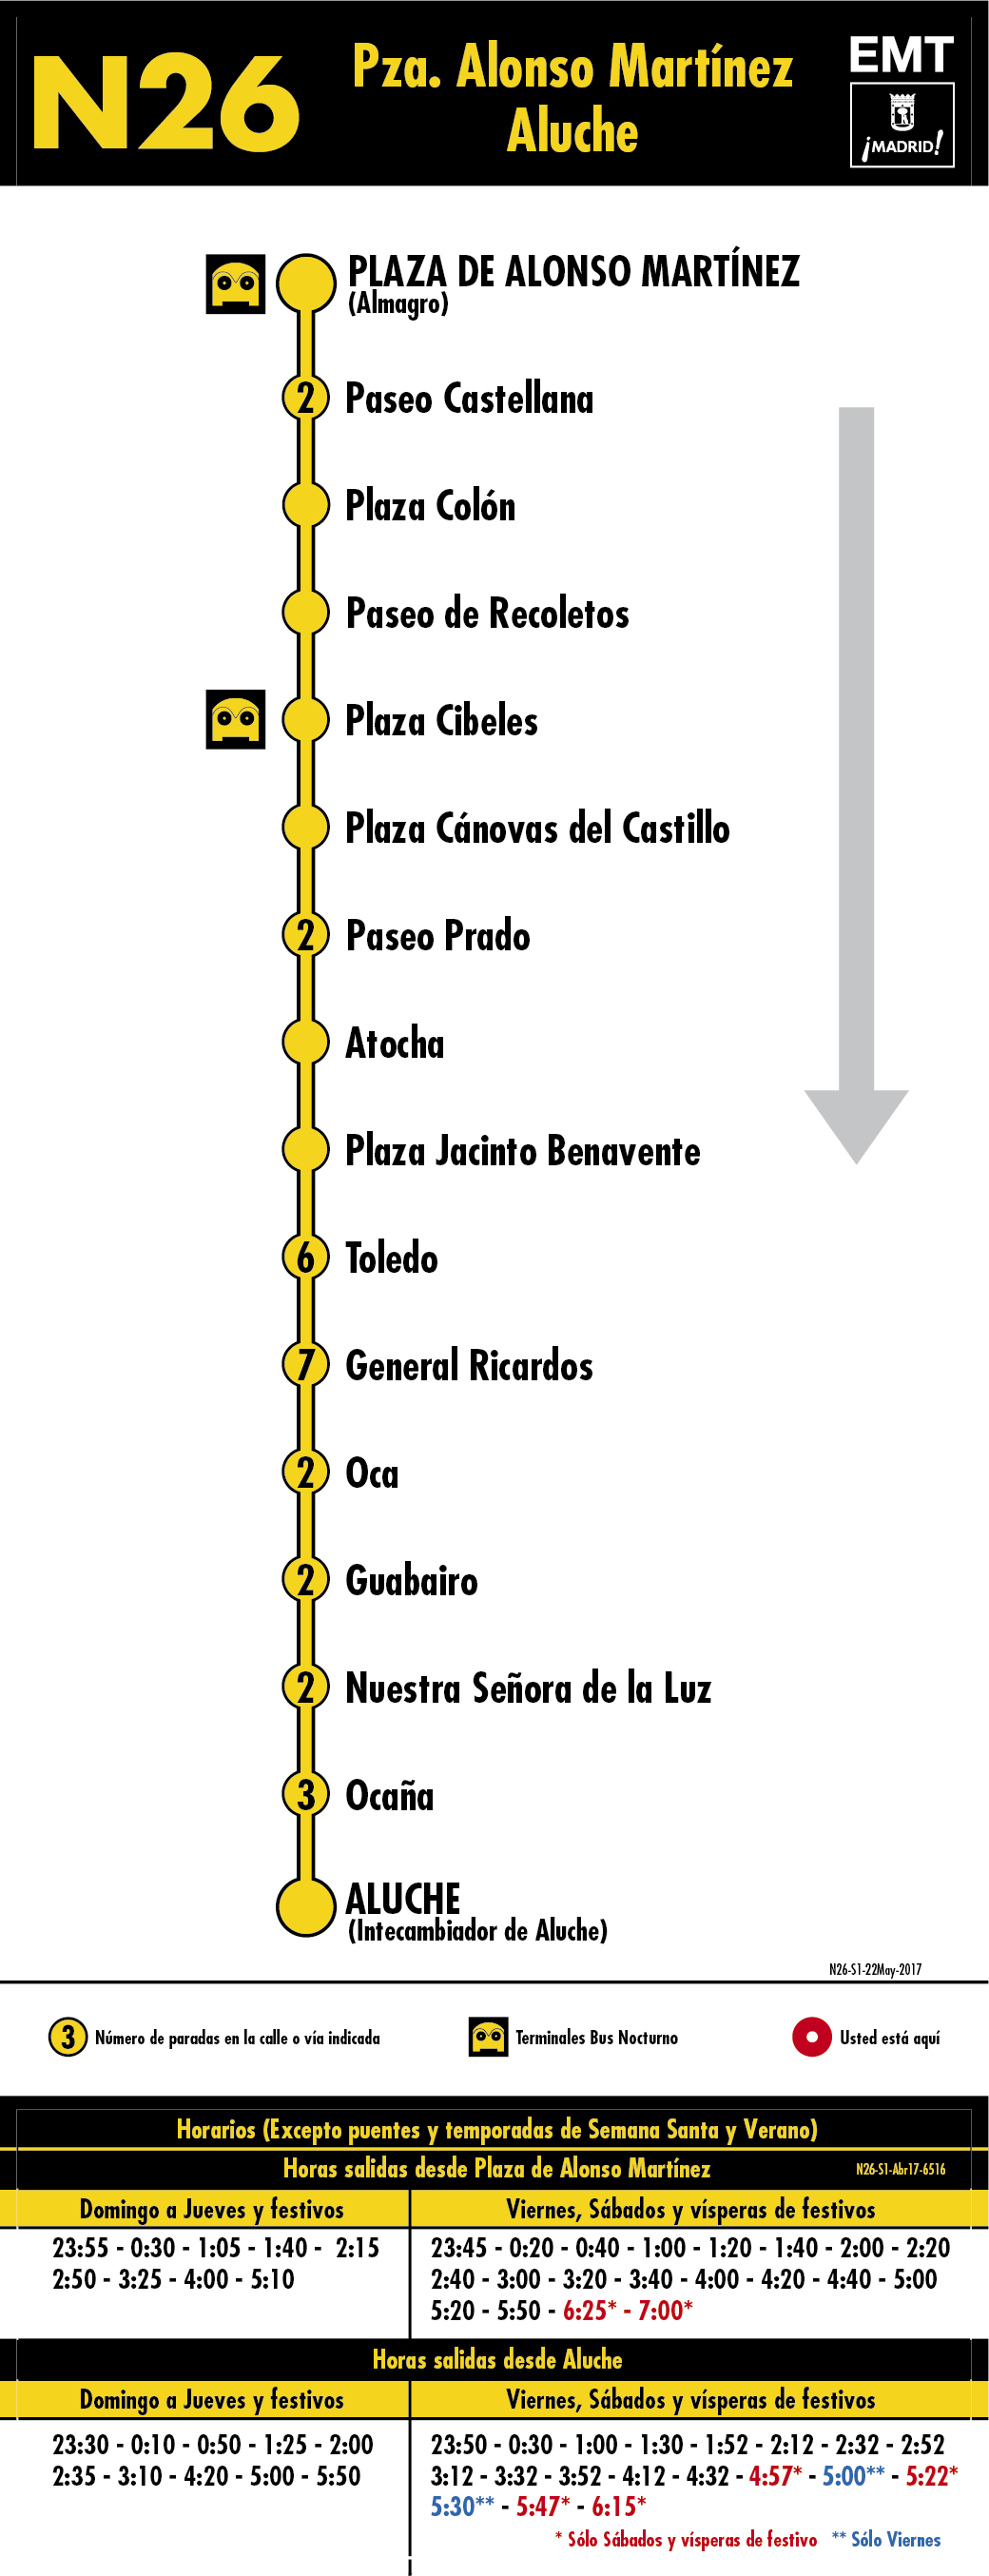 N26
Pza. Alonso Martínez
Aluche
EMT
¡MADRID!
PLAZA DE ALONSO MARTÍNEZ
(Almagro)
2 Paseo Castellana
Plaza Colón
Paseo de Recoletos
Plaza Cibeles
Plaza Cánovas del Castillo
2 Paseo Prado
Atocha
Plaza Jacinto Benavente
6 Toledo
7 General Ricardos
2 Oca
2 Guabairo
2 Nuestra Señora de la Luz
3 Ocaña
ALUCHE
(Intecambiador de Aluche)
N26-S1-22May-2017
3 Número de paradas en la calle o vía indicada Terminales Bus Nocturno Usted está aquí
Horarios (Excepto puentes y temporadas de Semana Santa y Verano)
Horas salidas desde Plaza de Alonso Martínez N26-S1-Abr17-6516
Domingo a Jueves y festivos
23:55 - 0:30 - 1:05 - 1:40 - 2:15
2:50 - 3:25 - 4:00 - 5:10
Viernes, Sábados y vísperas de festivos
23:45 - 0:20 - 0:40 - 1:00 - 1:20 - 1:40 - 2:00 - 2:20
2:40 - 3:00 - 3:20 - 3:40 - 4:00 - 4:20 - 4:40 - 5:00
5:20 - 5:50 - 6:25* - 7:00*
Horas salidas desde Aluche
Domingo a Jueves y festivos
23:30 - 0:10 - 0:50 - 1:25 - 2:00
2:35 - 3:10 - 4:20 - 5:00 - 5:50
Viernes, Sábados y vísperas de festivos
23:50 - 0:30 - 1:00 - 1:30 - 1:52 - 2:12 - 2:32 - 2:52
3:12 - 3:32 - 3:52 - 4:12 - 4:32 - 4:57* - 5:00** - 5:22*
5:30** - 5:47* - 6:15*
* Sólo Sábados y vísperas de festivo ** Sólo Viernes